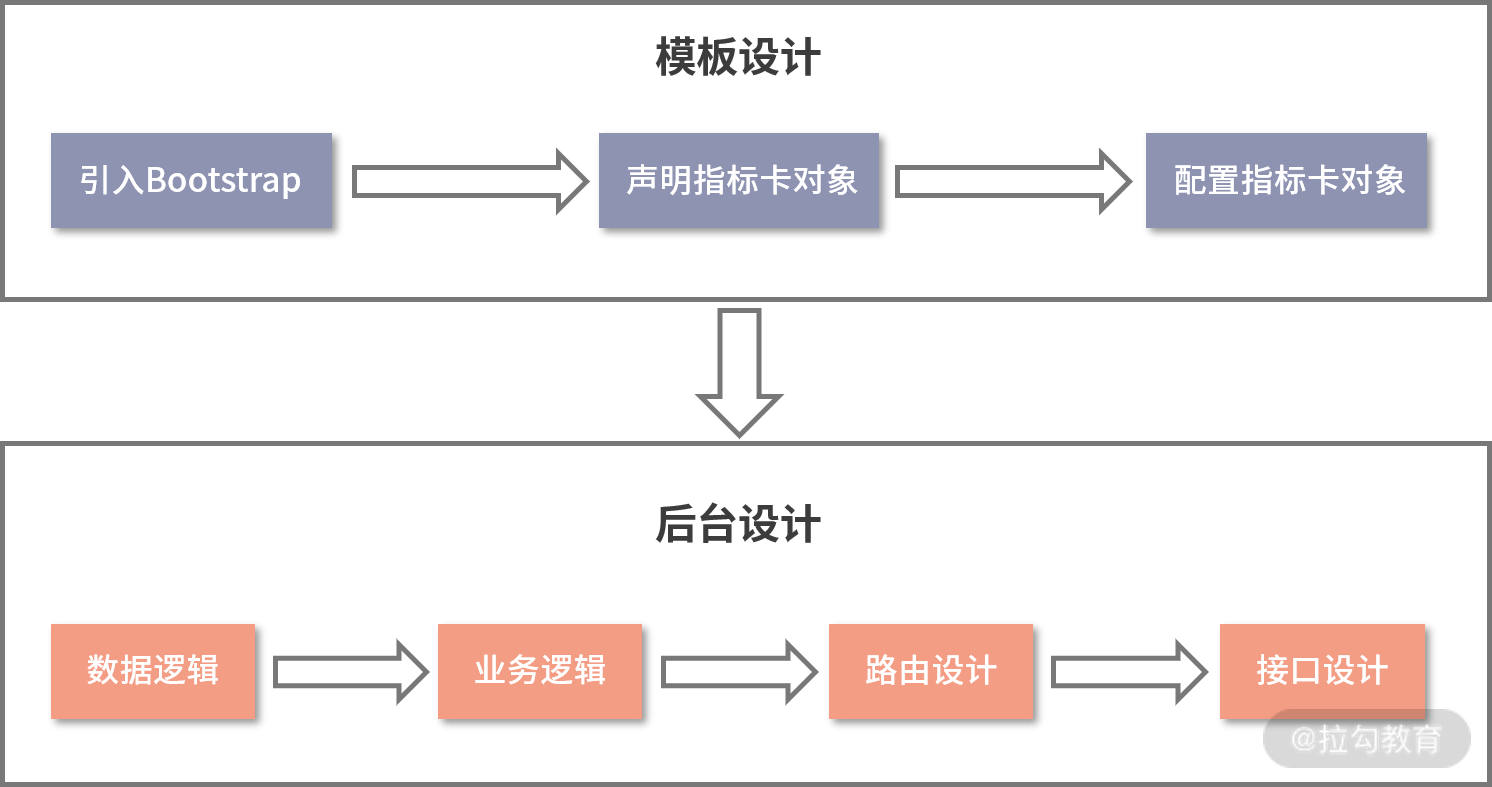 模板设计
引入Bootstrap
声明指标卡对象
配置指标卡对象
后台设计
数据逻辑
业务逻辑
路由设计
接口设计
@拉勾教育